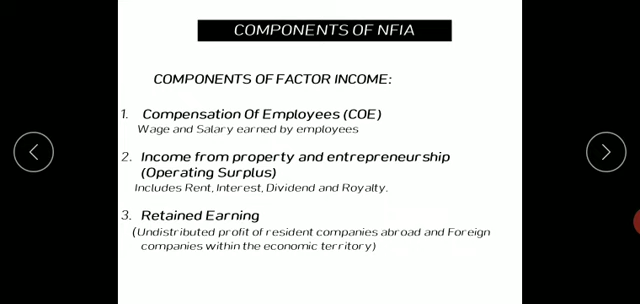 COMPONENTS OF NFIA
COMPONENTS OF FACTOR INCOME:
1. Compensation Of Employees (COE)
Wage and Salary earned by employees
2. Income from property and entrepreneurship
(Operating Surplus)
Includes Rent, Interest, Dividend and Royalty.
3. Retained Earning
(Undistributed profit of resident companies abroad and Foreign
companies within the economic territory)